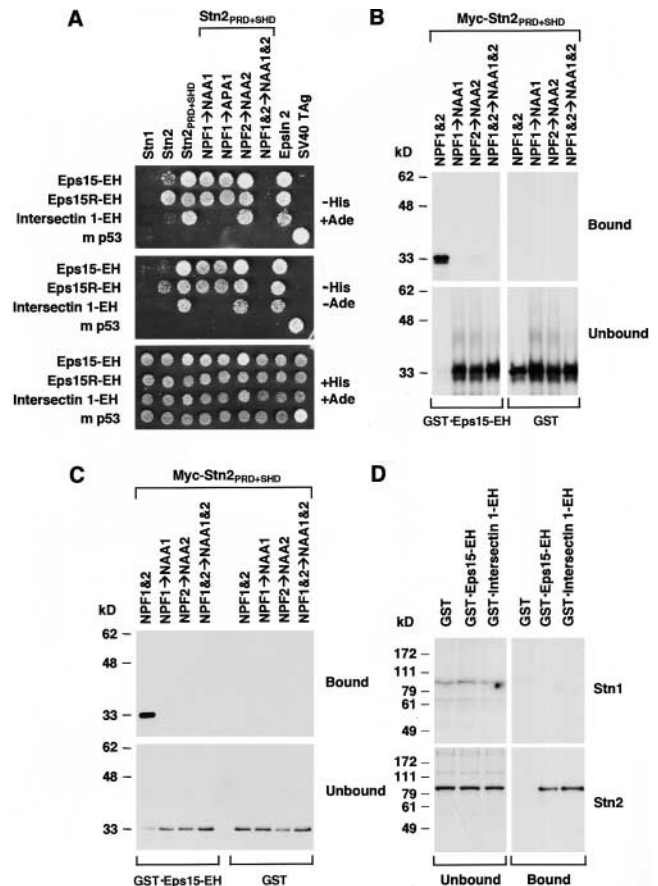 A
Stn2PRD+SHD
Stn1
Stn2
Stn2PRD+SHD
NPF1→NAA1
NPF1→APA1
NPF2→NAA2
NPF1&2→NAA1&2
Epsin 2
SV40 TAg
Eps15-EH
Eps15R-EH
Intersectin 1-EH
m p53
–His
+Ade
Eps15-EH
Eps15R-EH
Intersectin 1-EH
m p53
–His
–Ade
Eps15-EH
Eps15R-EH
Intersectin 1-EH
m p53
+His
+Ade
B
Myc-Stn2PRD+SHD
NPF1&2
NPF1→NAA1
NPF2→NAA2
NPF1&2→NAA1&2
NPF1&2
NPF1→NAA1
NPF2→NAA2
NPF1&2→NAA1&2
kD
62
48
33
Bound
62
48
33
Unbound
GST•Eps15-EH
GST
C
Myc-Stn2PRD+SHD
NPF1&2
NPF1→NAA1
NPF2→NAA2
NPF1&2→NAA1&2
NPF1&2
NPF1→NAA1
NPF2→NAA2
NPF1&2→NAA1&2
kD
62
48
33
Bound
62
48
33
Unbound
GST•Eps15-EH
GST
D
GST
GST•Eps15-EH
GST•Intersectin 1-EH
GST
GST•Eps15-EH
GST•Intersectin 1-EH
kD
172
111
79
61
49
Stn1
172
111
79
61
49
Stn2
Unbound
Bound